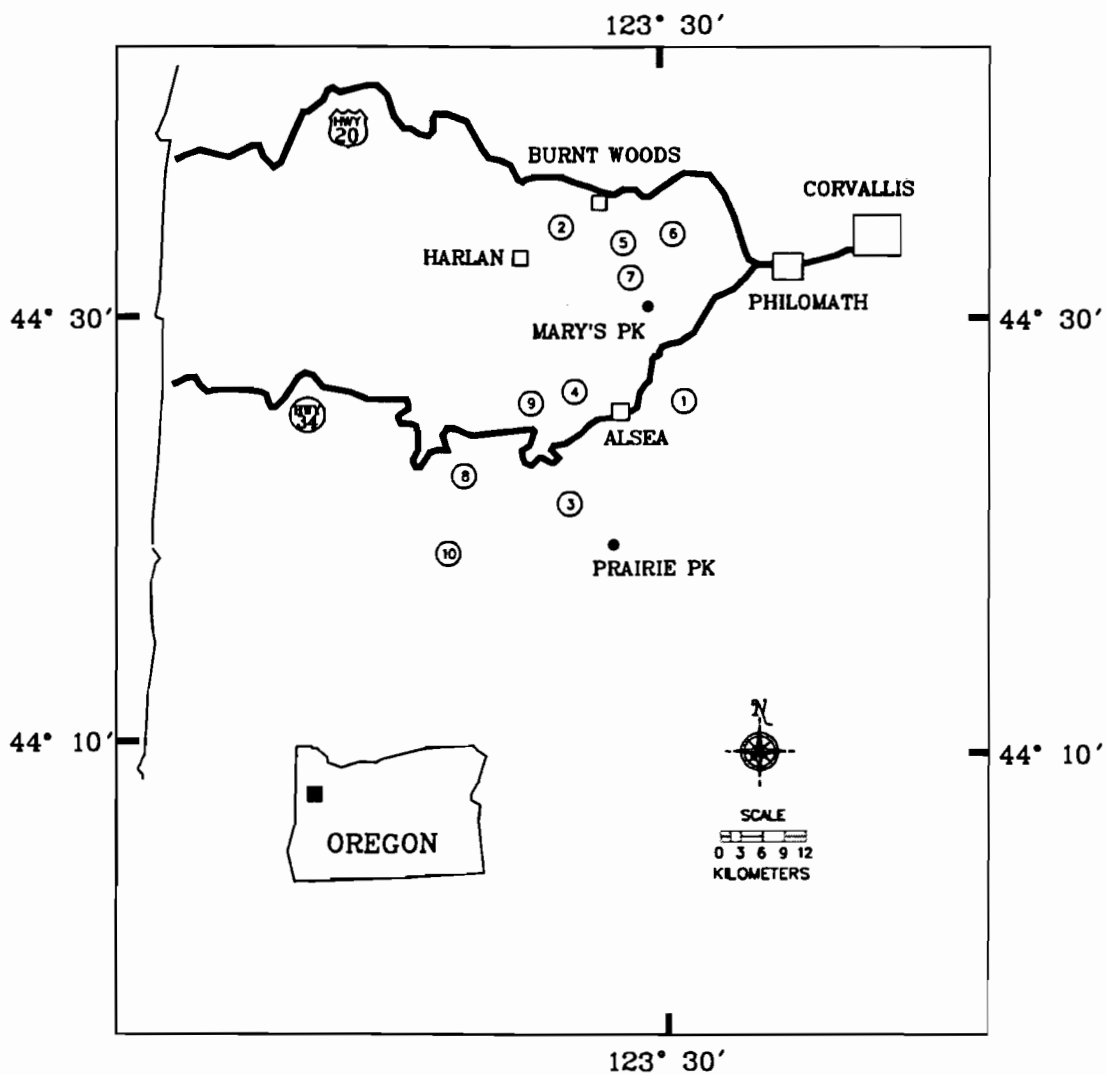 123° 30′
HWY
20
BURNT WOODS
CORVALLIS
2
5
6
HARLAN
7
PHILOMATH
44° 30′
44° 30′
MARY'S PK
HWY
34
9
4
1
ALSEA
8
3
10
PRAIRIE PK
N
44° 10′
44° 10′
SCALE
0 3 6 9 12
KILOMETERS
OREGON
123° 30′